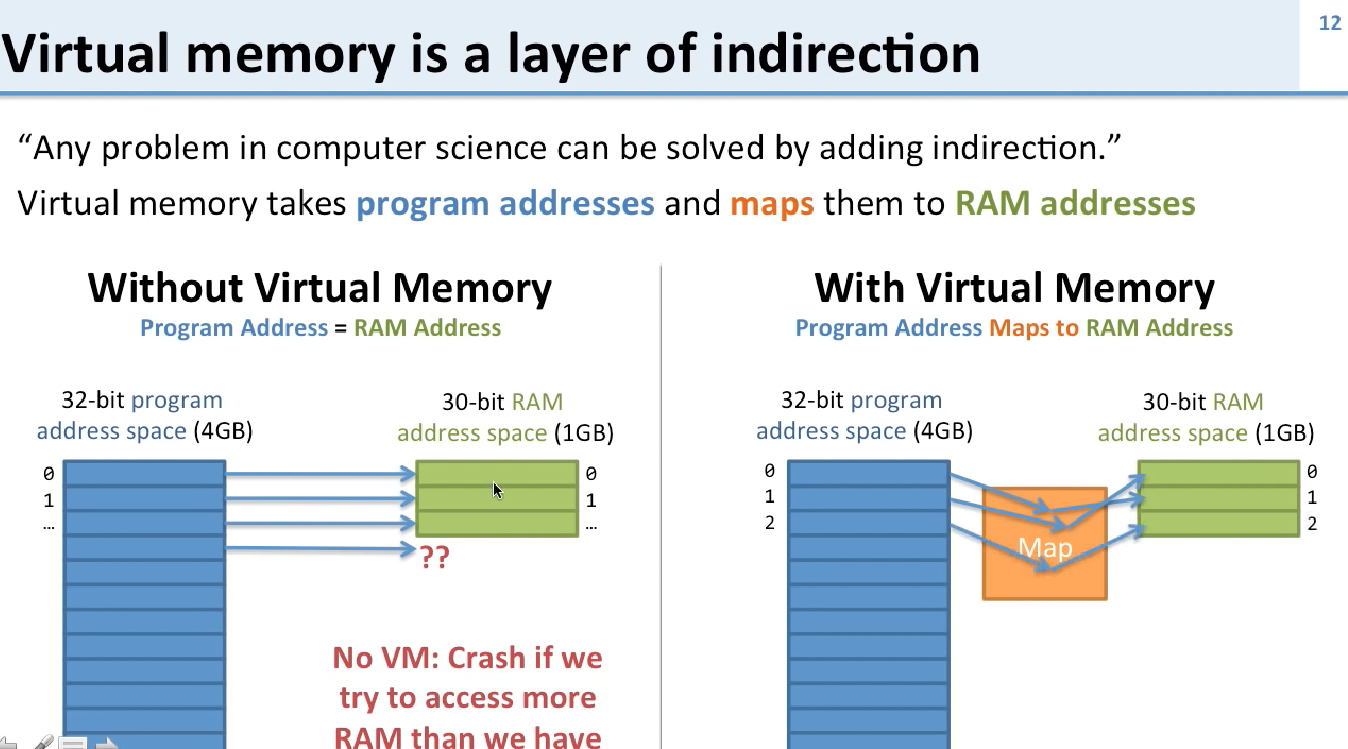 12
Virtual memory is a layer of indirection
“Any problem in computer science can be solved by adding indirection.”
Virtual memory takes program addresses and maps them to RAM addresses
Without Virtual Memory
Program Address = RAM Address
32-bit program
address space (4GB)
30-bit RAM
address space (1GB)
0
1
...
0
1
...
??
No VM: Crash if we
try to access more
RAM than we have
With Virtual Memory
Program Address Maps to RAM Address
32-bit program
address space (4GB)
30-bit RAM
address space (1GB)
0
1
2
Map
0
1
2